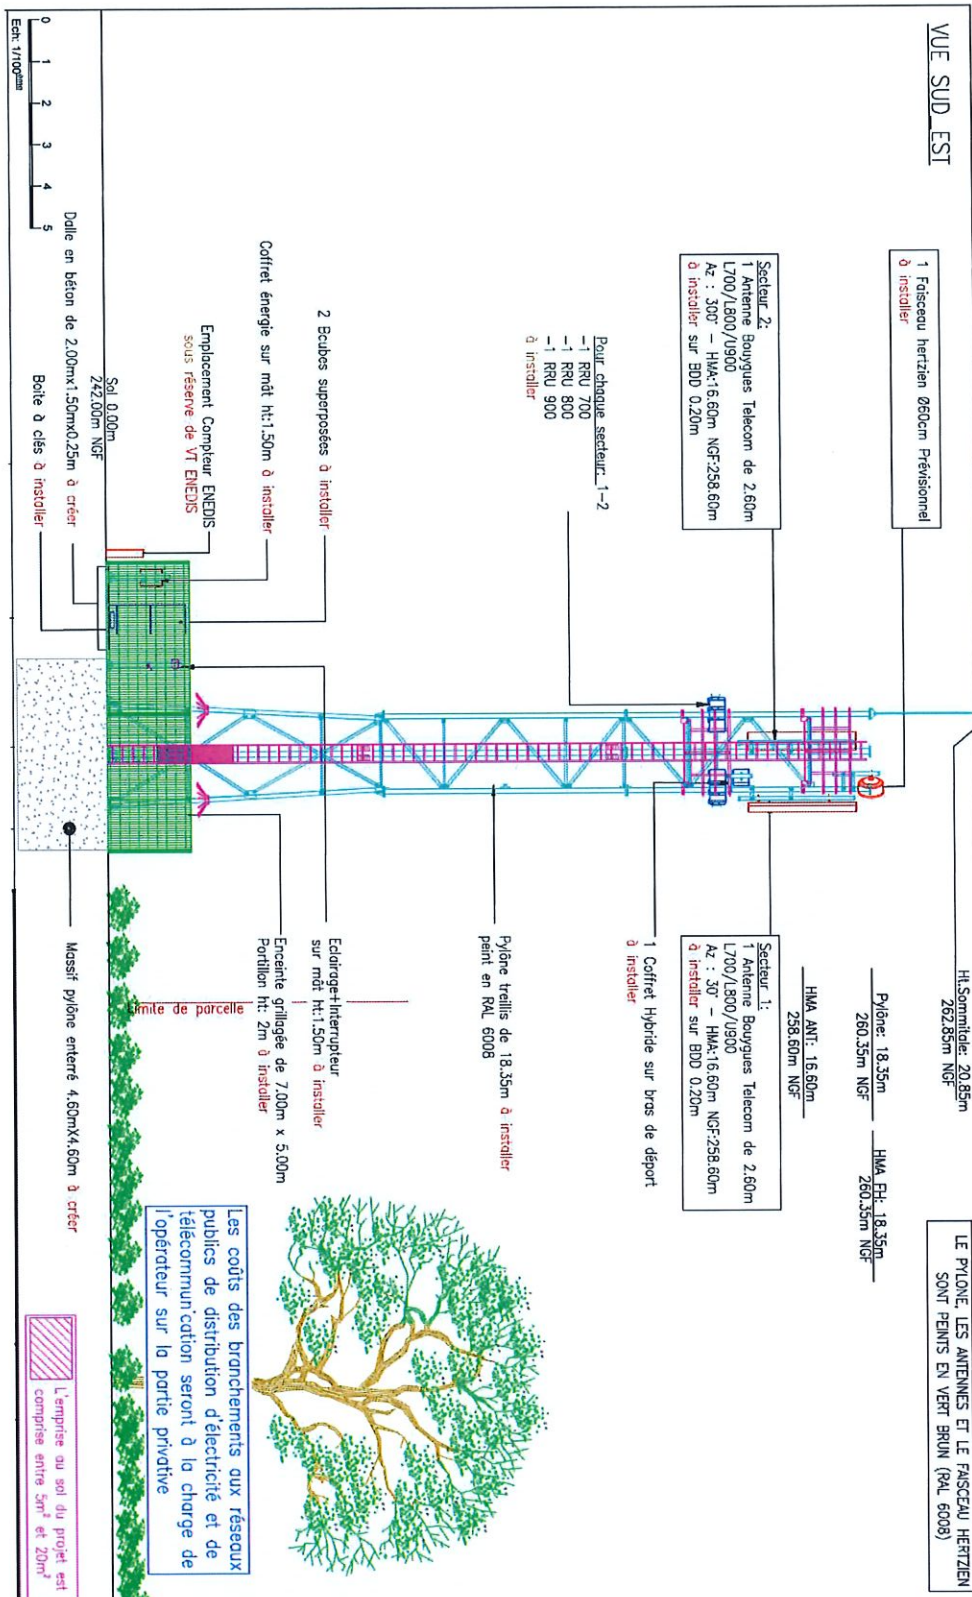 VUE SUD_EST
Ht.Sommitale: 20.85m
262.85m NGF
LE PYLONE, LES ANTENNES ET LE FAISCEAU HERTZIEN
SONT PEINTS EN VERT BRUN (RAL 6008)
1 Faisceau hertzien Ø60cm Prévisionnel
à installer
Pylône: 18.35m
260.35m NGF
HMA FH: 18.35m
260.35m NGF
HMA ANT: 16.60m
258.60m NGF
Secteur 2:
1 Antenne Bouygues Telecom de 2.60m
L700/L800/U900
Az : 300° – HMA:16.60m NGF:258.60m
à installer sur BDD 0.20m
Secteur 1:
1 Antenne Bouygues Telecom de 2.60m
L700/L800/U900
Az : 30° – HMA:16.60m NGF:258.60m
à installer sur BDD 0.20m
Pour chaque secteur: 1-2
-1 RRU 700
-1 RRU 800
-1 RRU 900
à installer
1 Coffret Hybride sur bras de déport
à installer
Pylône treillis de 18.35m à installer
peint en RAL 6008
2 Bcubes superposées à installer
Coffret énergie sur mât ht:1.50m à installer
Emplacement Compteur ENEDIS
sous réserve de VT ENEDIS
Eclairage+Interrupteur
sur mât ht:1.50m à installer
Enceinte grillagée de 7.00m x 5.00m
Portillon ht: 2m à installer
Limite de parcelle
Les coûts des branchements aux réseaux
publics de distribution d'électricité et de
télécommun'cation seront à la charge de
l'opérateur sur la partie privative
Sol 0.00m
242.00m NGF
Dalle en béton de 2.00mx1.50mx0.25m à créer
Boite à clés à installer
Massif pylône enterré 4.60mX4.60m à créer
L'emprise au sol du projet est
comprise entre 5m² et 20m²
0 1 2 3 4 5
Ech: 1/100ème